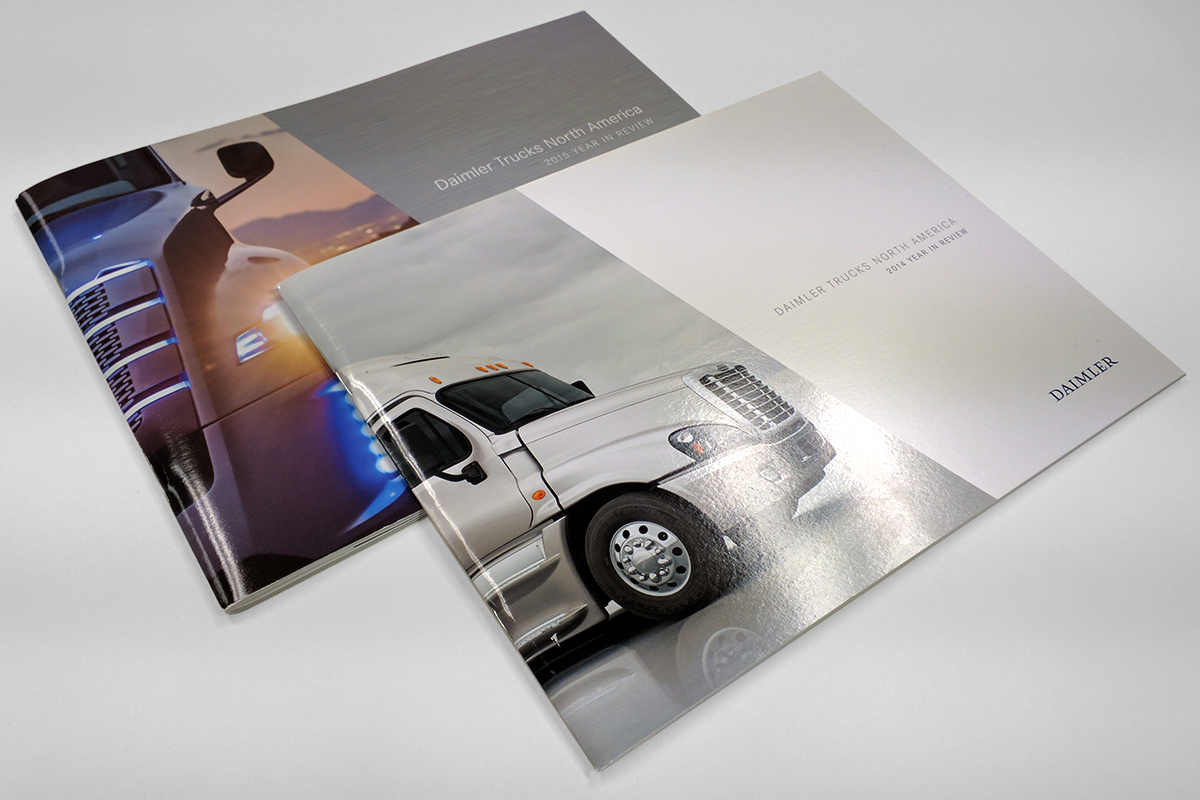 Daimler Trucks North America
2015 YEAR IN REVIEW
DAIMLER TRUCKS NORTH AMERICA
2014 YEAR IN REVIEW
DAIMLER